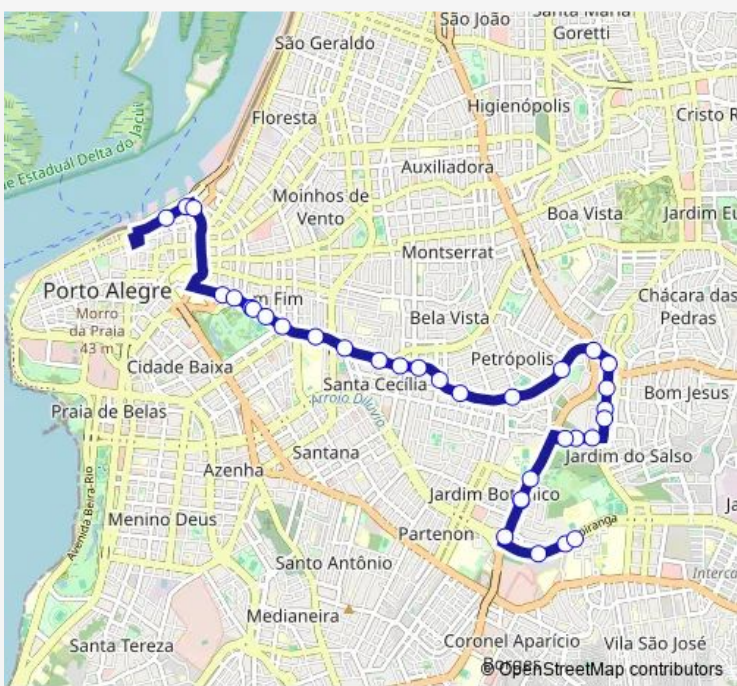 São João
Santa Maria
Goretti
São Geraldo
Higienópolis
Floresta
Cristo R
e Estadual Delta do Jacuí
Auxiliadora
Moinhos de
Vento
Boa Vista
Jardim Eu
Montserrat
Porto Alegre
m Fim
Chácara das
Pedras
Morro
da Praia
43 m
Bela Vista
Cidade Baixa
Petrópolis
Santa Cecília
Bom Jesus
Praia de Belas
Arroio Dilúvio
Santana
Jardim do Salso
Azenha
Jardim Botânico
Avenida Beira-Rio
Menino Deus
Partenon
piranga
Santo Antônio
Interc
Medianeira
Santa Tereza
Coronel Aparício
Borges
Vila São José
© OpenStreetMap contributors